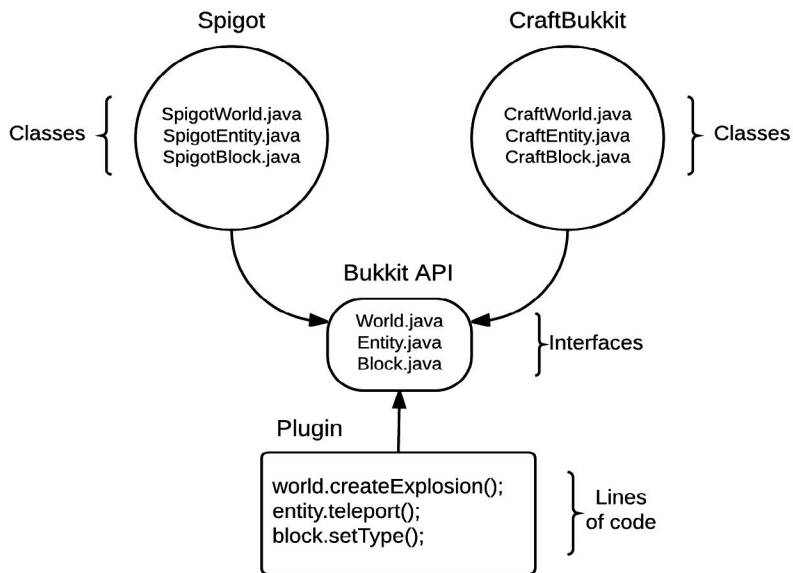 Spigot
CraftBukkit
Classes
SpigotWorld.java
SpigotEntity.java
SpigotBlock.java
CraftWorld.java
CraftEntity.java
CraftBlock.java
Classes
Bukkit API
World.java
Entity.java
Block.java
Interfaces
Plugin
world.createExplosion();
entity.teleport();
block.setType();
Lines
of code